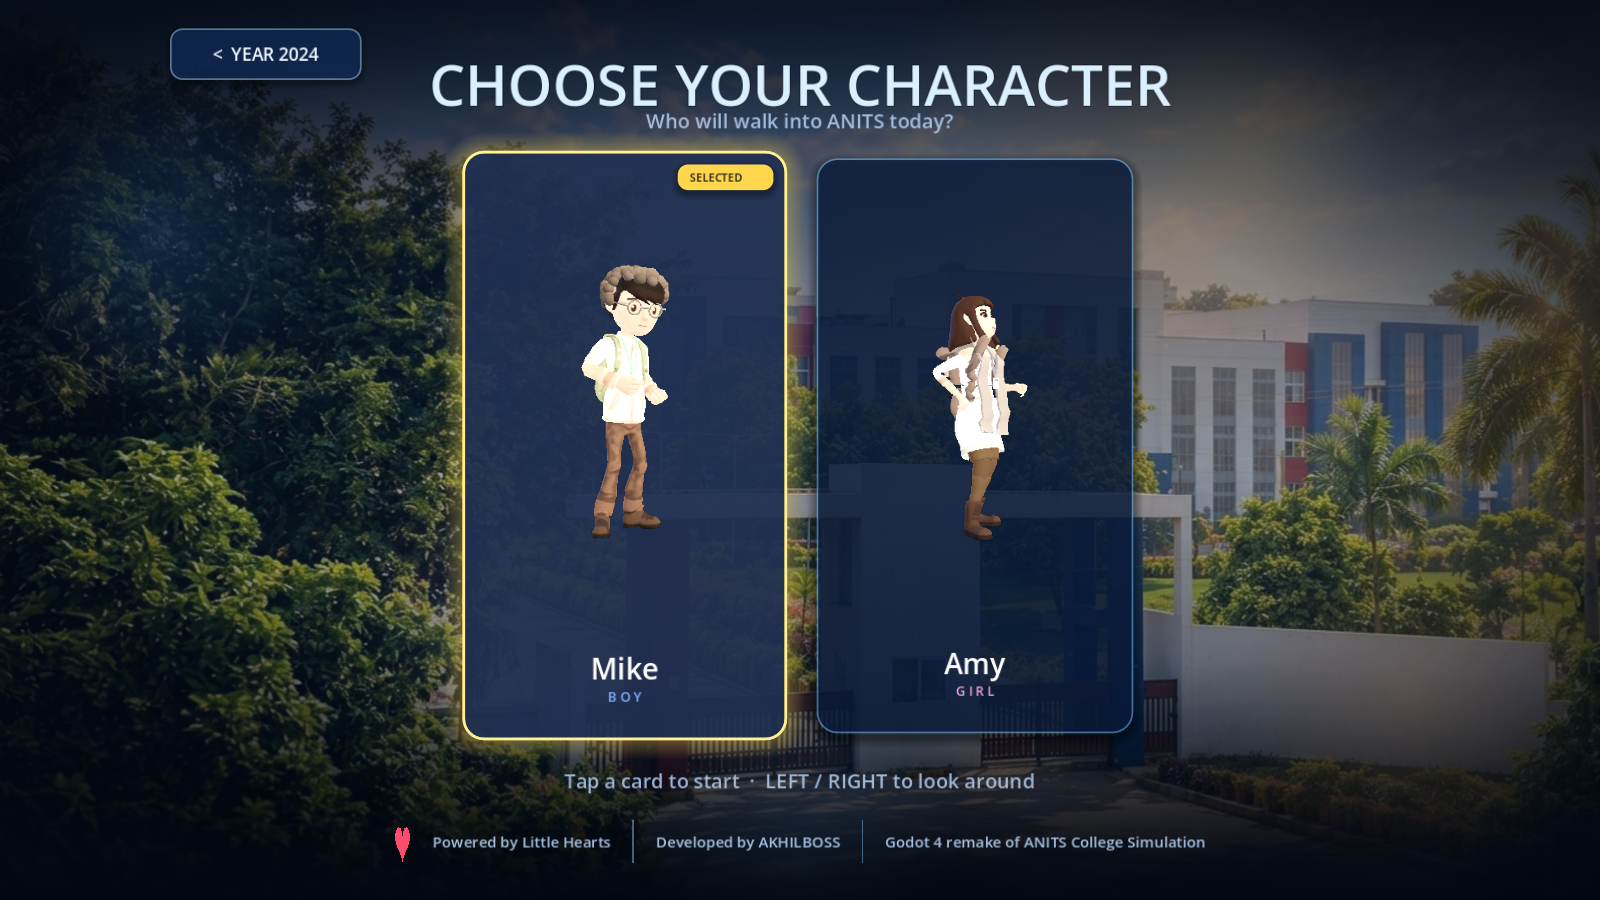 < YEAR 2024
CHOOSE YOUR CHARACTER
Who will walk into ANITS today?
SELECTED
Mike
BOY
Amy
GIRL
Tap a card to start · LEFT / RIGHT to look around
Powered by Little Hearts
Developed by AKHILBOSS
Godot 4 remake of ANITS College Simulation